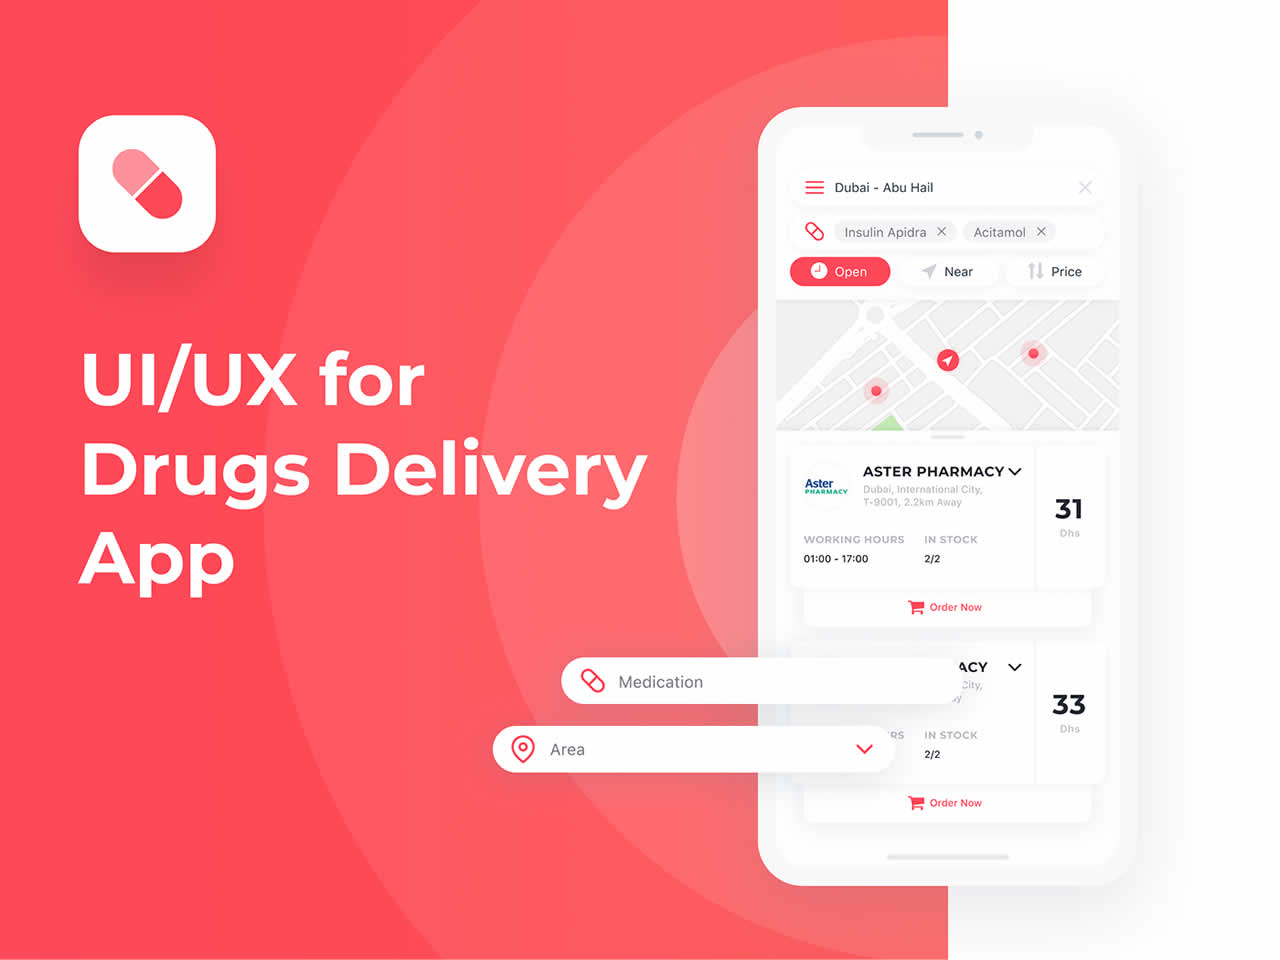 UI/UX for
Drugs Delivery
App
Dubai - Abu Hail
Insulin Apidra
Acitamol
Open
Near
Price
Aster
PHARMACY
ASTER PHARMACY
Dubai, International City,
T-9001, 2.2km Away
31
Dhs
WORKING HOURS
IN STOCK
01:00 - 17:00
2/2
Order Now
Medication
ACY
City,
33
Dhs
Area
RS
IN STOCK
2/2
Order Now